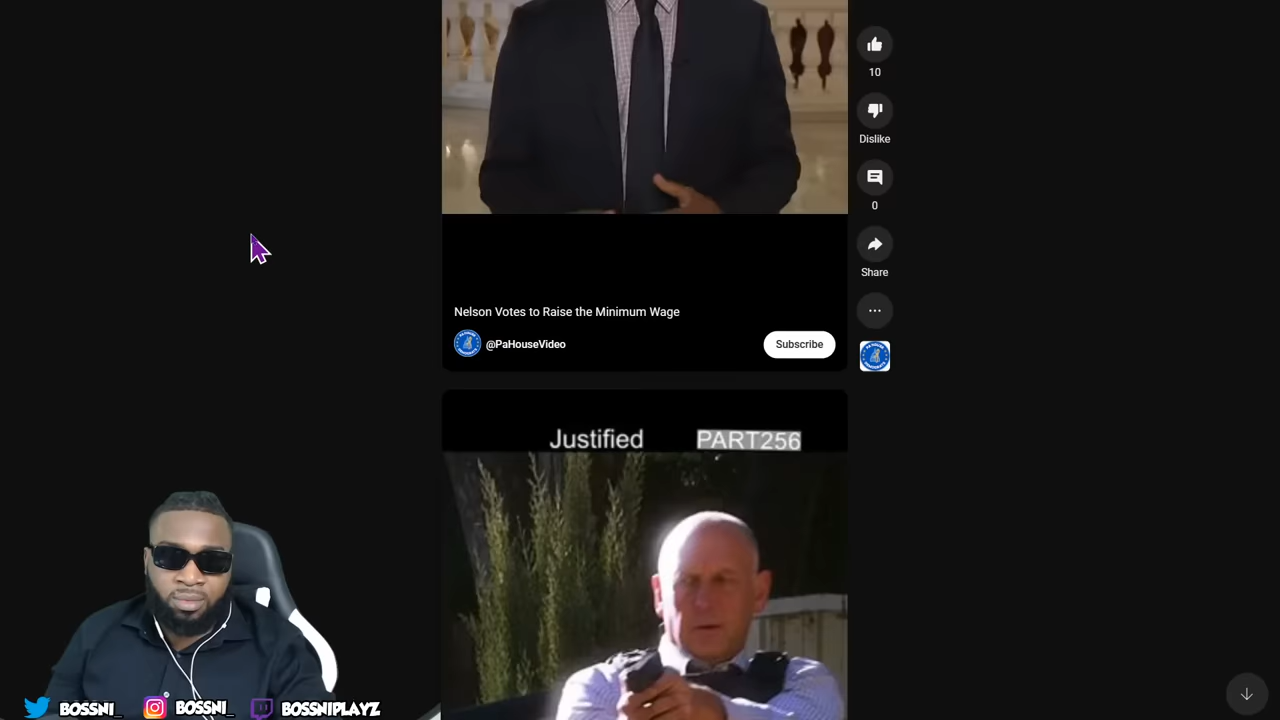 10
Dislike
0
Share
Nelson Votes to Raise the Minimum Wage
@PaHouseVideo
Subscribe
Justified PART256
BOSSNI_
BOSSNI_
BOSSNIPLAYZ